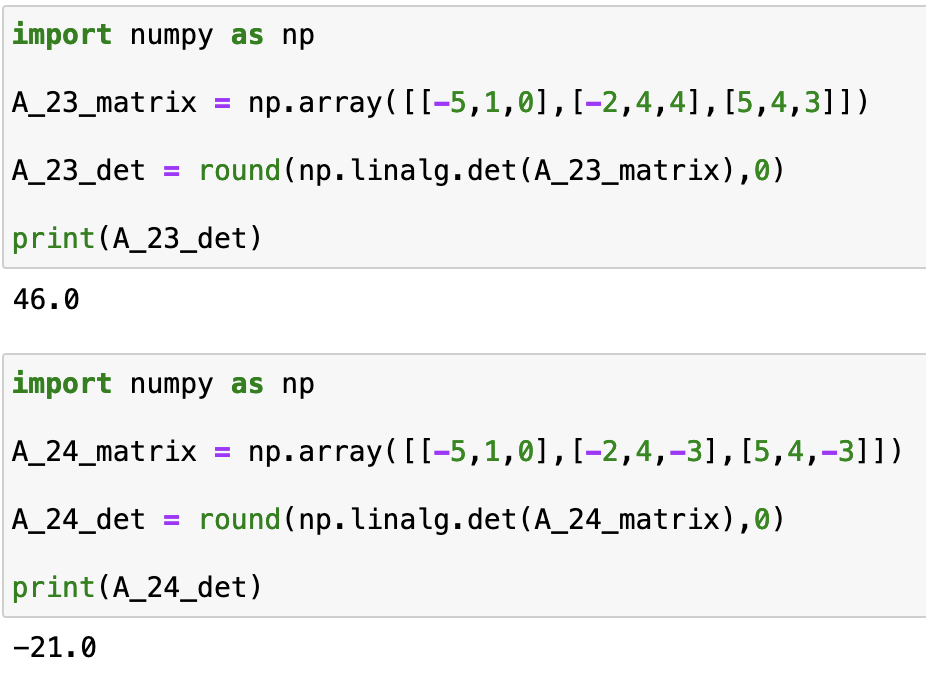 import numpy as np
A_23_matrix = np.array([[-5,1,0],[-2,4,4],[5,4,3]])
A_23_det = round(np.linalg.det(A_23_matrix),0)
print(A_23_det)
46.0
import numpy as np
A_24_matrix = np.array([[-5,1,0],[-2,4,-3],[5,4,-3]])
A_24_det = round(np.linalg.det(A_24_matrix),0)
print(A_24_det)
-21.0